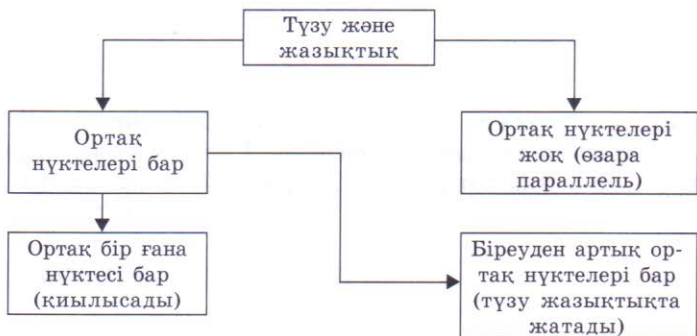 Түзу және
жазықтық
Ортақ
нүктелері бар
Ортақ нүктелері
жоқ (өзара
параллель)
Ортақ бір ғана
нүктесі бар
(қиылысады)
Біреуден артық ор-
тақ нүктелері бар
(түзу жазықтықта
жатады)